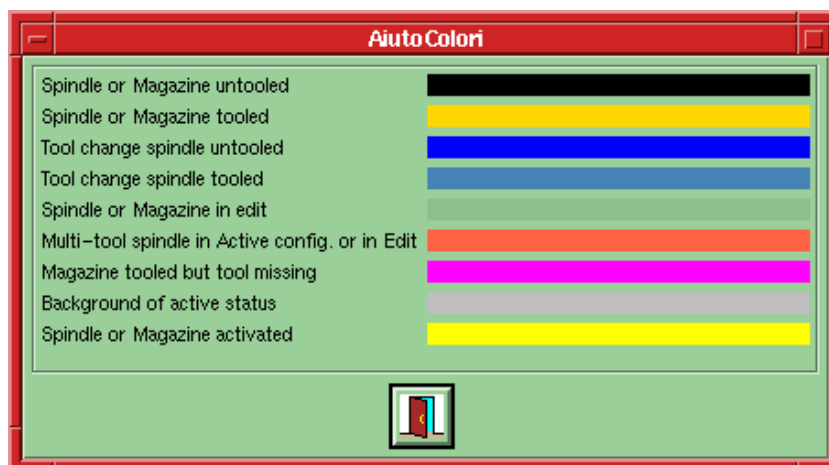 Aiuto Colori
Spindle or Magazine untooled
Spindle or Magazine tooled
Tool change spindle untooled
Tool change spindle tooled
Spindle or Magazine in edit
Multi-tool spindle in Active config. or in Edit
Magazine tooled but tool missing
Background of active status
Spindle or Magazine activated